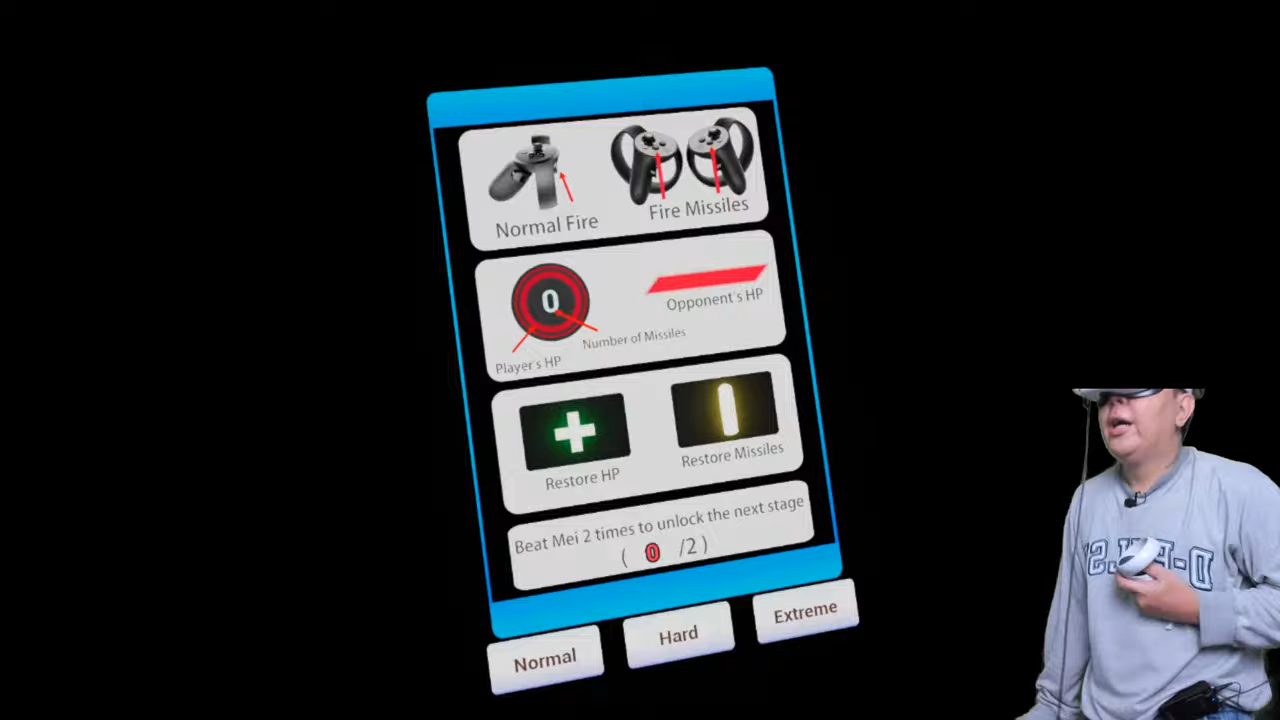 Normal Fire
Fire Missiles
0
Opponent's HP
Number of Missiles
Player's HP
Restore HP
Restore Missiles
Beat Mei 2 times to unlock the next stage
( 0 /2 )
Normal
Hard
Extreme